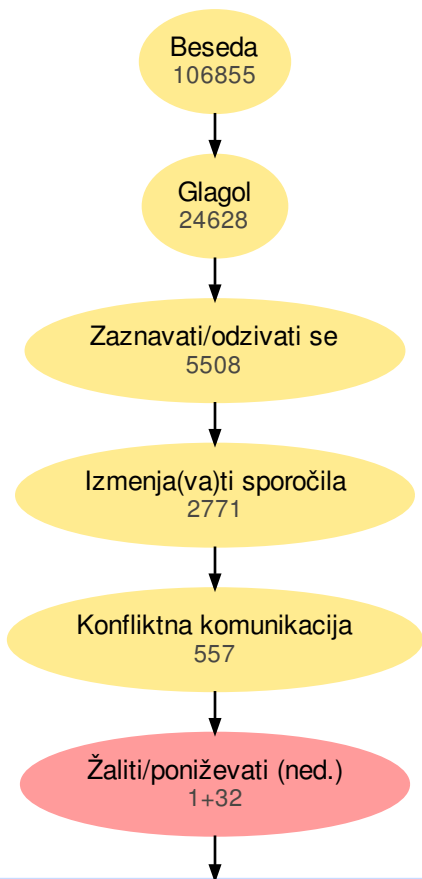 Beseda
106855
Glagol
24628
Zaznavati/odzivati se
5508
Izmenja(va)ti sporočila
2771
Konfliktna komunikacija
557
Žaliti/poniževati (ned.)
1+32